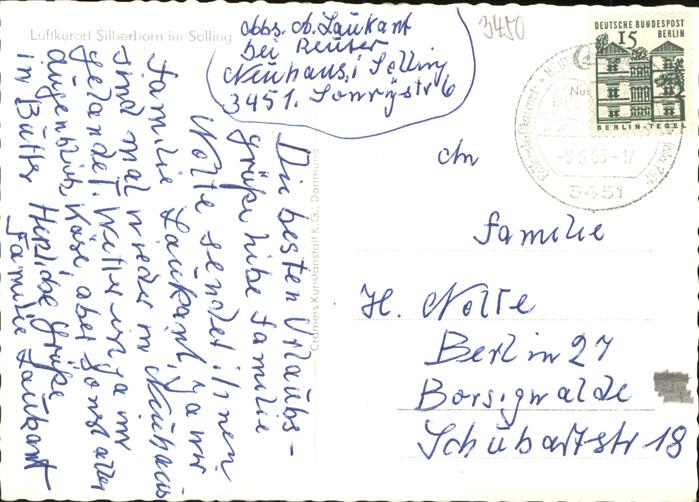 Luftkurort Silberborn im Solling
Abs. A. Laukant
bei Reuter
Neuhaus i Solling
3451.
3450
DEUTSCHE BUNDESPOST
BERLIN
15
BERLIN-TEGEL
3451
Die besten Urlaubs-
grüße liebe Familie
Nolte sendet ihnen
Familie Laukant, ja wir
sind mal wieder in Neuhaus
gelandet. Wetter ist ja im
Augenblick Käse, aber sonst alles
in Butter Herzliche Grüße
Familie Laukant
Cramers Kunstanstalt K.G., Dortmund
An
Familie
H. Nolte
Berlin 27
Borsigwalde
Schubartstr 18